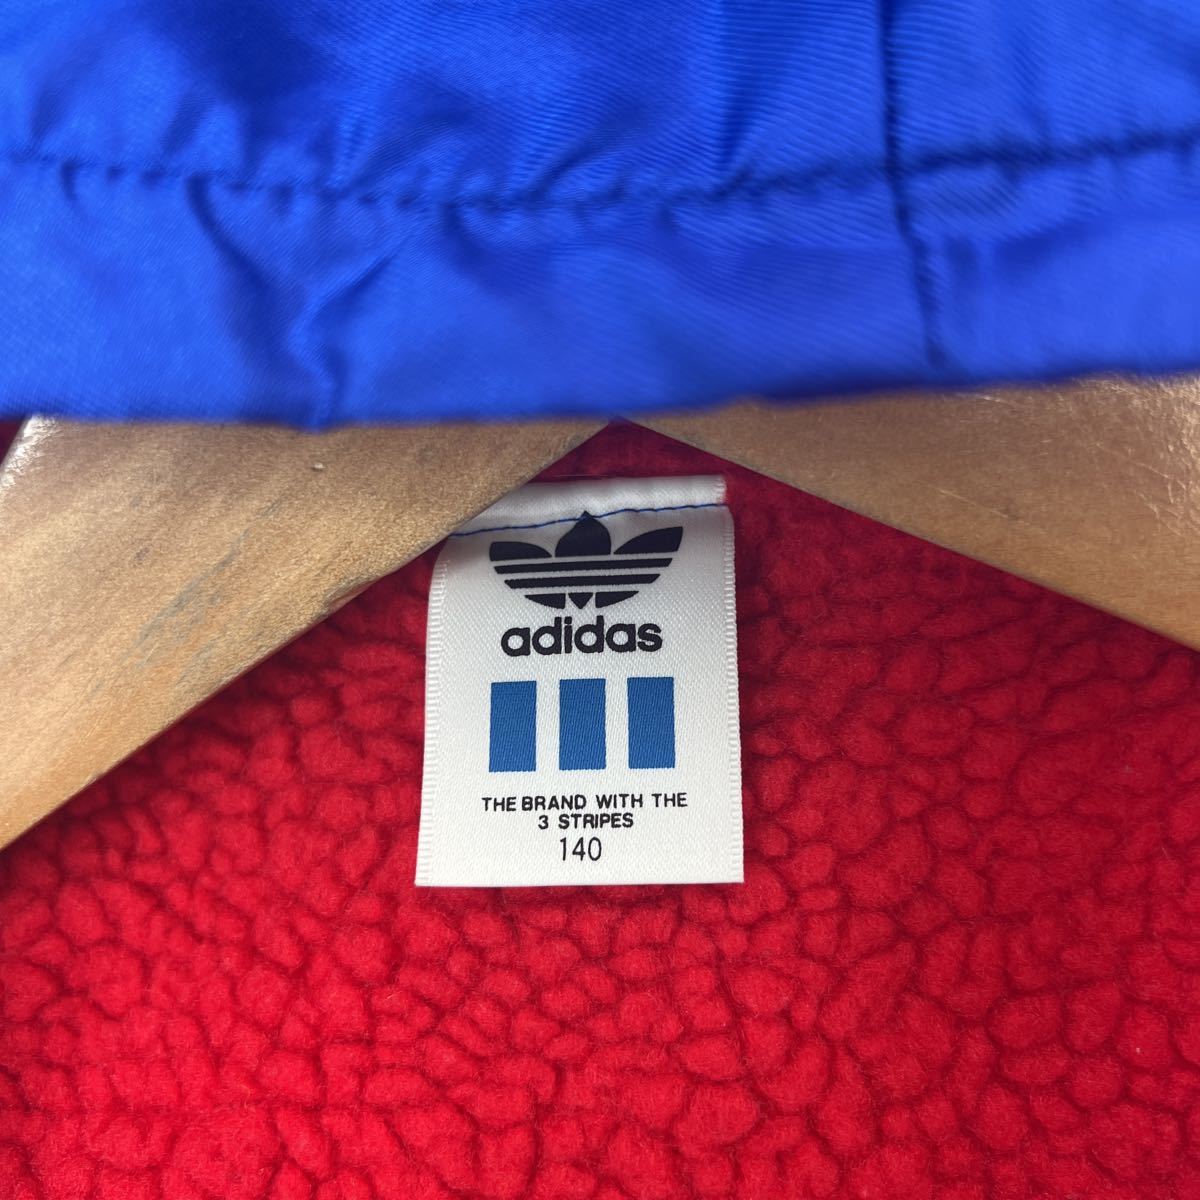 adidas
THE BRAND WITH THE
3 STRIPES
140